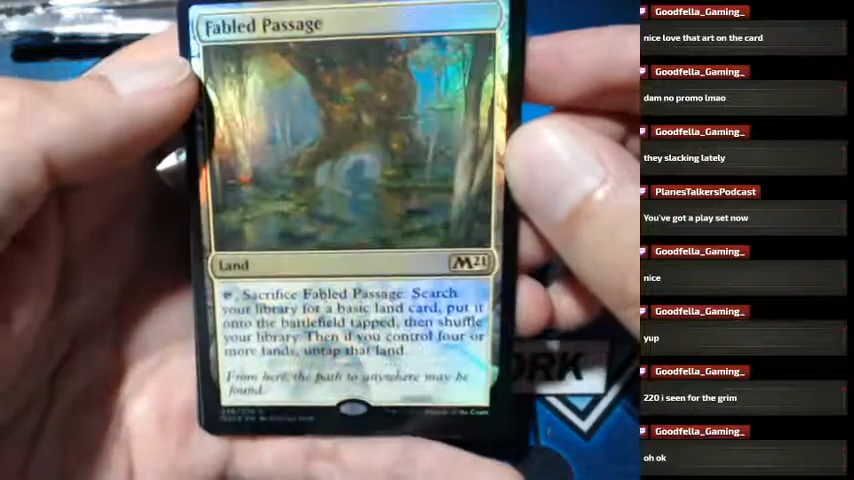 Fabled Passage
Land
M21
, Sacrifice Fabled Passage: Search
your library for a basic land card, put it
onto the battlefield tapped, then shuffle
your library. Then if you control four or
more lands, untap that land.
From here, the path to anywhere may be
found.
ORK
Goodfella_Gaming_
nice love that art on the card
Goodfella_Gaming_
dam no promo lmao
Goodfella_Gaming_
they slacking lately
PlanesTalkersPodcast
You've got a play set now
Goodfella_Gaming_
nice
Goodfella_Gaming_
yup
Goodfella_Gaming_
220 i seen for the grim
Goodfella_Gaming_
oh ok